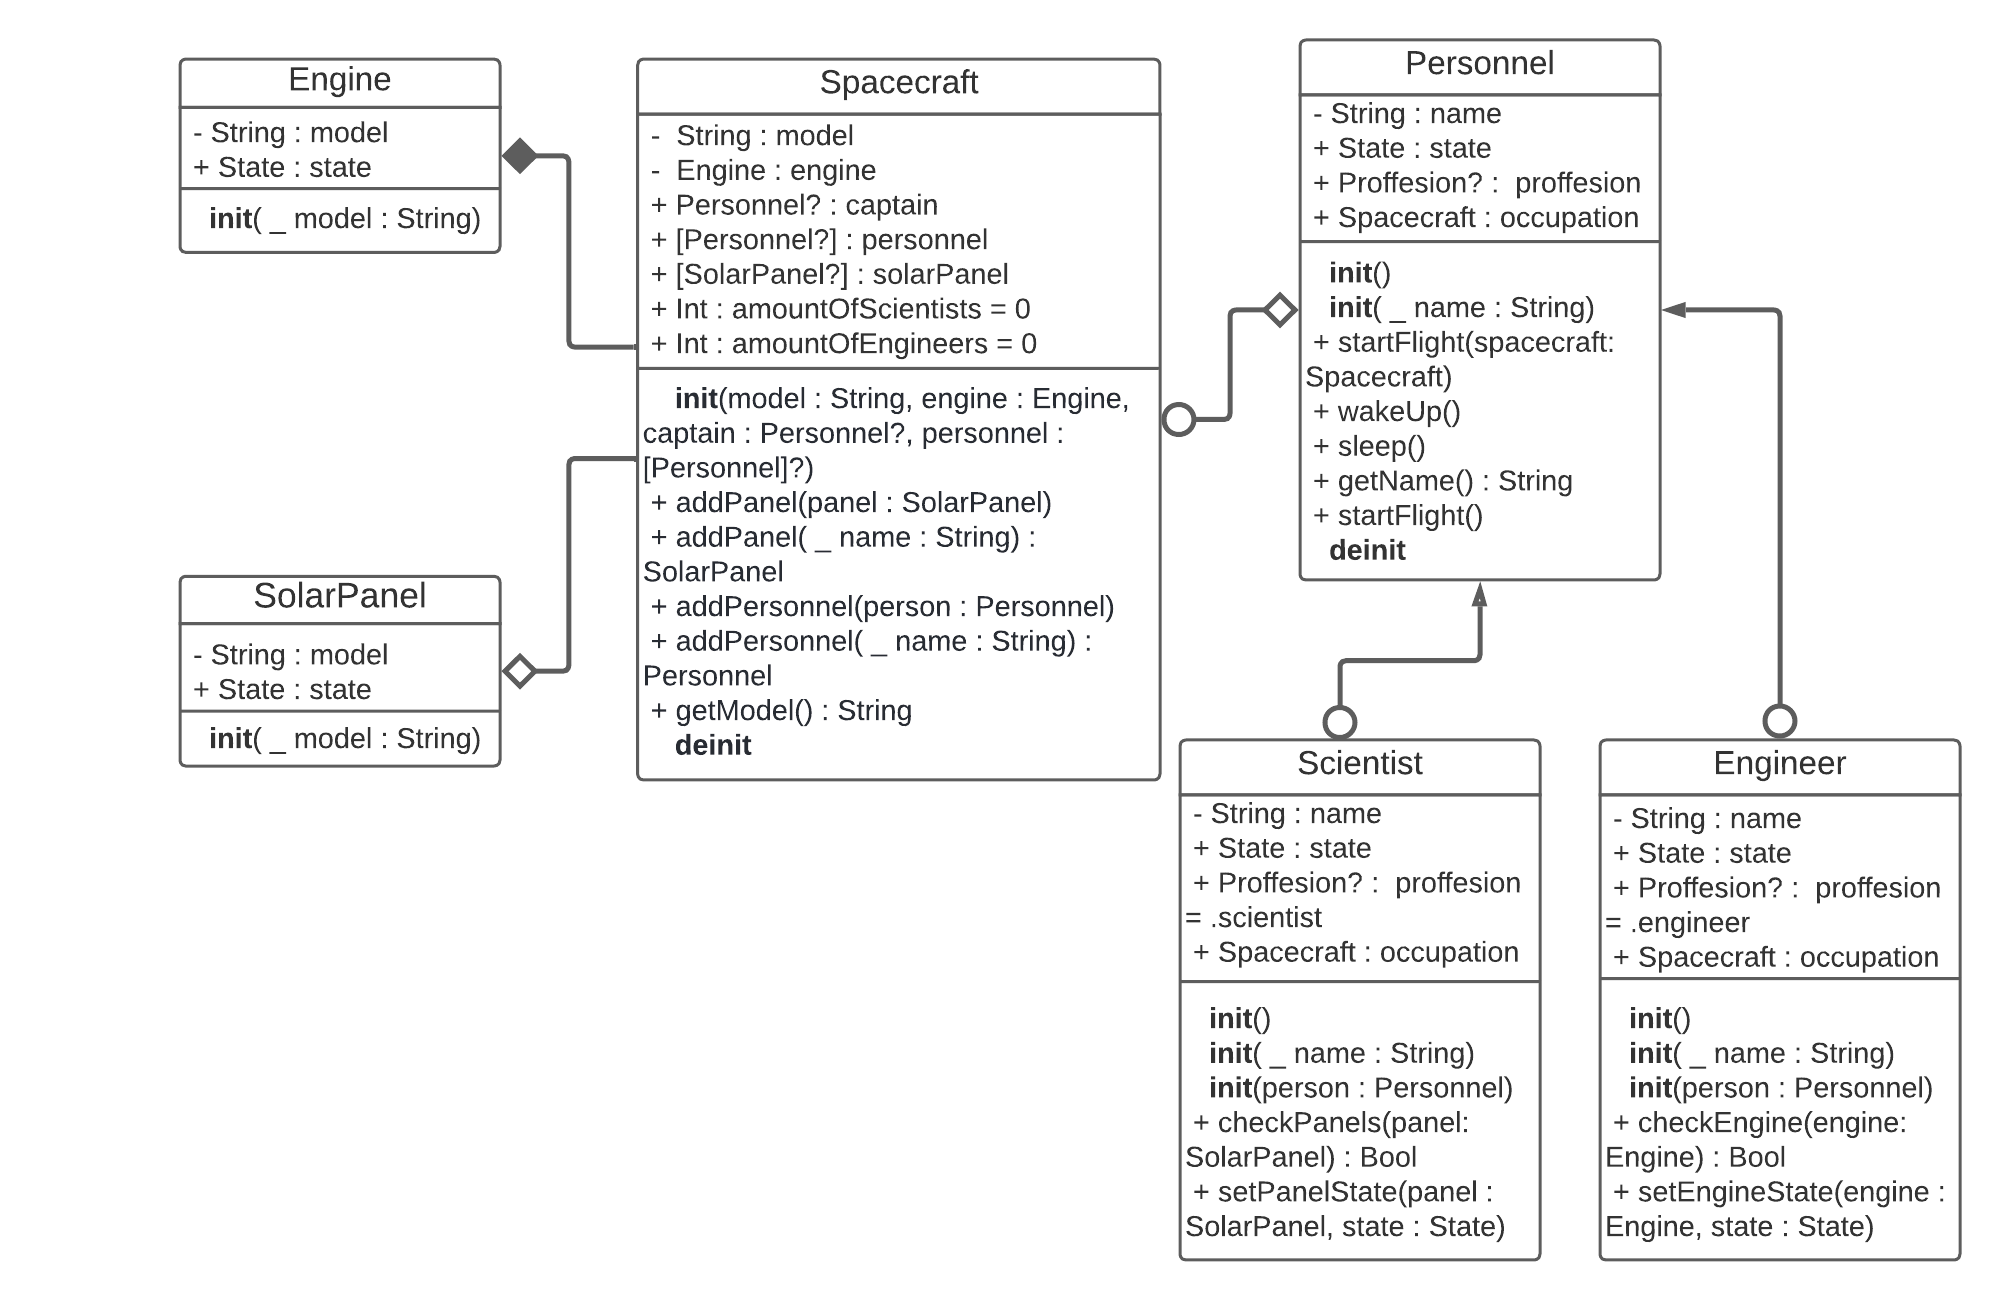 Engine
- String : model
+ State : state
init( _ model : String)
Spacecraft
- String : model
- Engine : engine
+ Personnel? : captain
+ [Personnel?] : personnel
+ [SolarPanel?] : solarPanel
+ Int : amountOfScientists = 0
+ Int : amountOfEngineers = 0
init(model : String, engine : Engine,
captain : Personnel?, personnel :
[Personnel]?)
+ addPanel(panel : SolarPanel)
+ addPanel( _ name : String) :
SolarPanel
+ addPersonnel(person : Personnel)
+ addPersonnel( _ name : String) :
Personnel
+ getModel() : String
deinit
Personnel
- String : name
+ State : state
+ Proffesion? :  proffesion
+ Spacecraft : occupation
init()
init( _ name : String)
+ startFlight(spacecraft:
Spacecraft)
+ wakeUp()
+ sleep()
+ getName() : String
+ startFlight()
deinit
SolarPanel
- String : model
+ State : state
init( _ model : String)
Scientist
- String : name
+ State : state
+ Proffesion? :  proffesion
= .scientist
+ Spacecraft : occupation
init()
init( _ name : String)
init(person : Personnel)
+ checkPanels(panel:
SolarPanel) : Bool
+ setPanelState(panel :
SolarPanel, state : State)
Engineer
- String : name
+ State : state
+ Proffesion? :  proffesion
= .engineer
+ Spacecraft : occupation
init()
init( _ name : String)
init(person : Personnel)
+ checkEngine(engine:
Engine) : Bool
+ setEngineState(engine :
Engine, state : State)